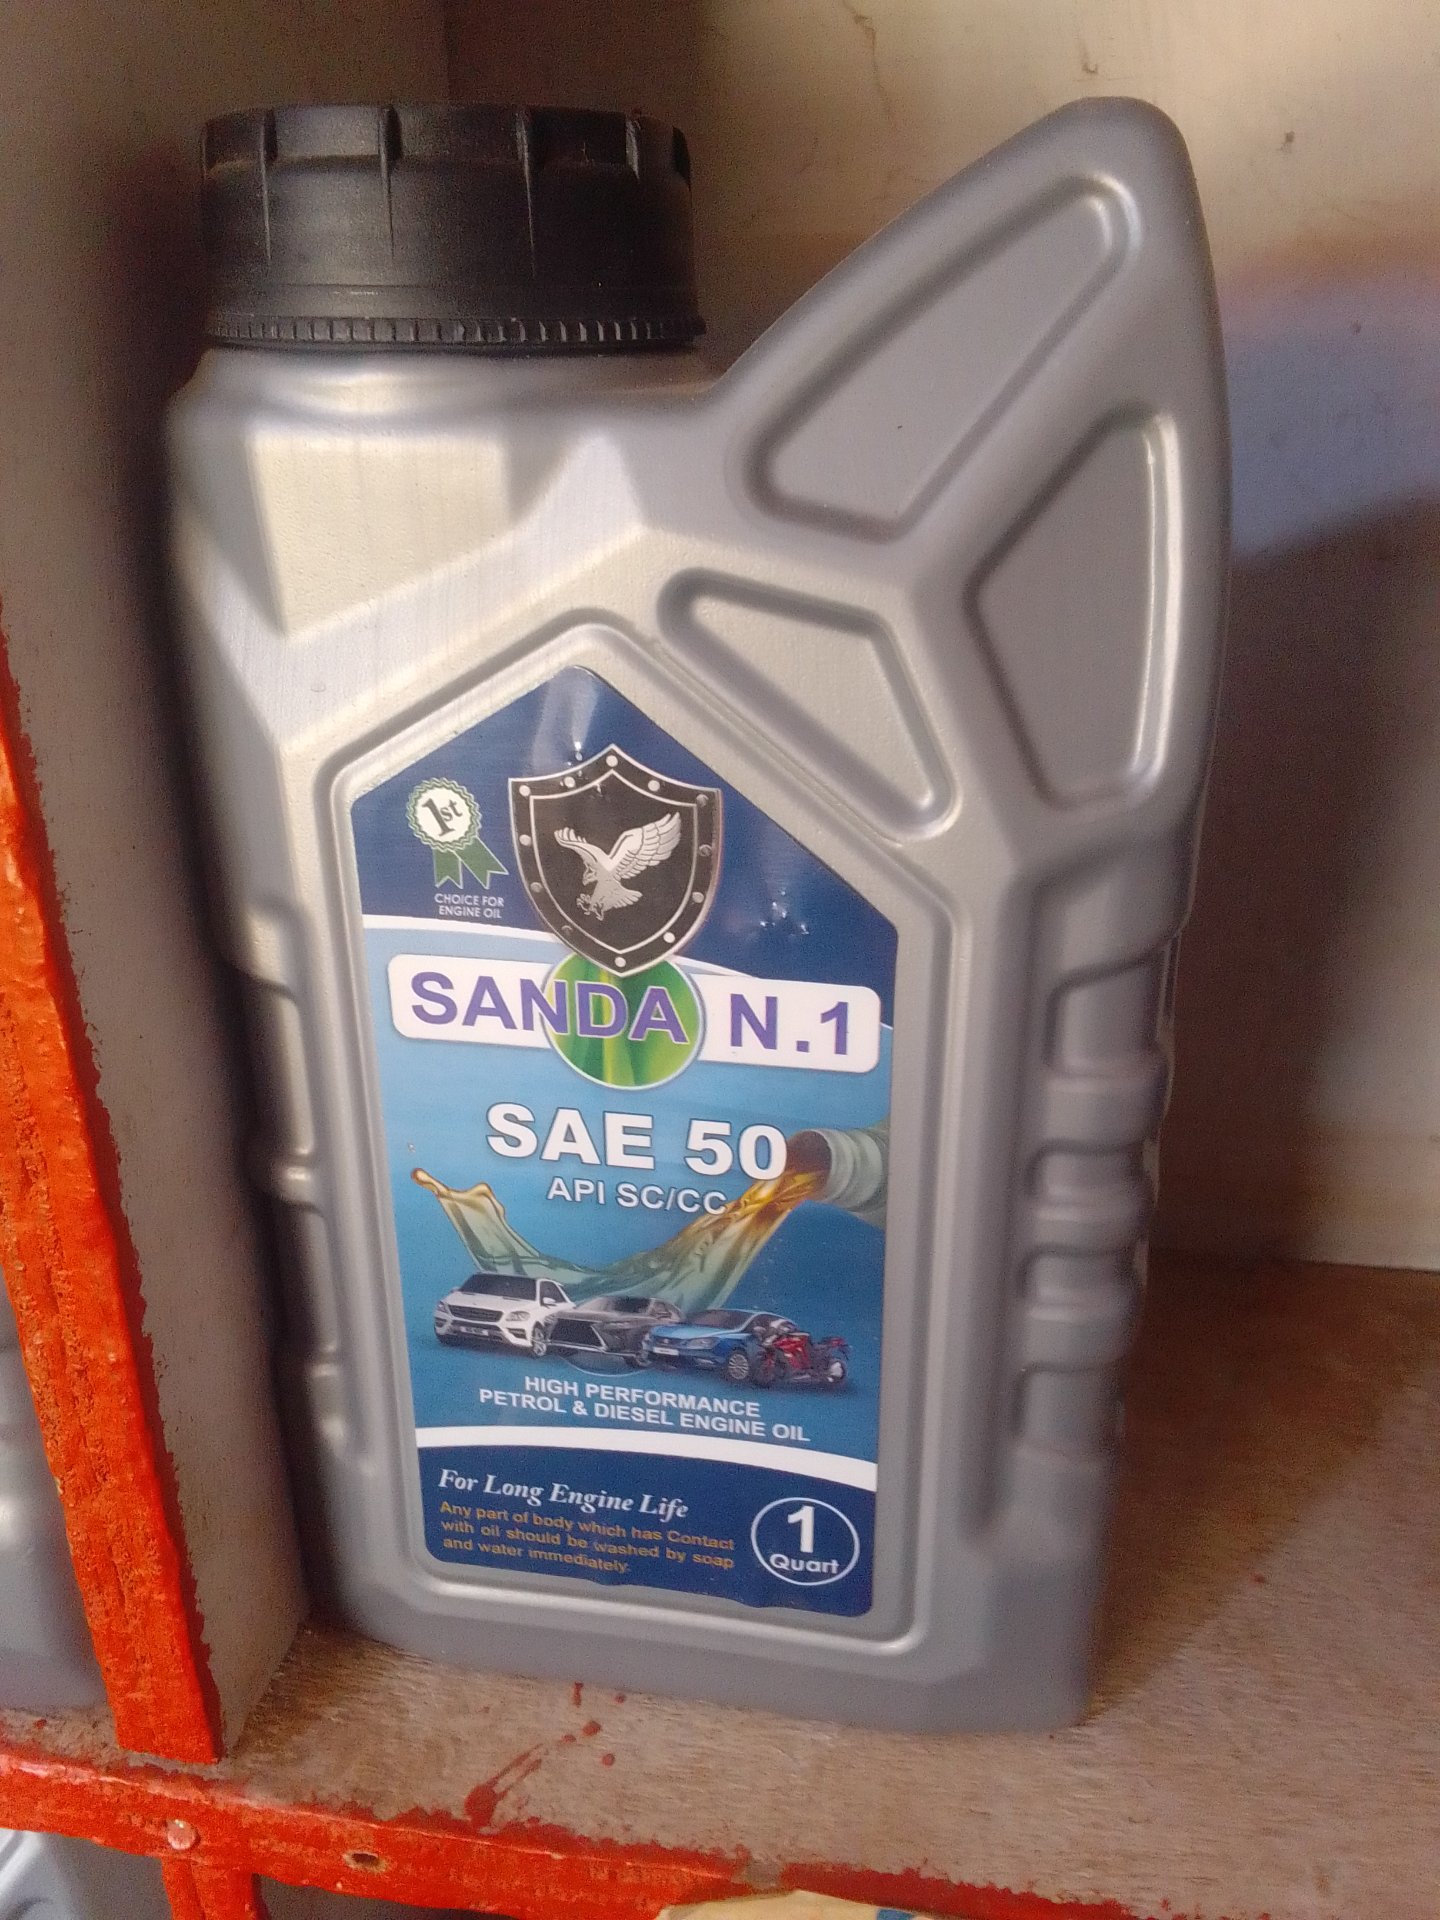 1st
CHOICE FOR
ENGINE OIL
SANDA N.1
SAE 50
API SC/CC
HIGH PERFORMANCE
PETROL & DIESEL ENGINE OIL
For Long Engine Life
Any part of body which has Contact
with oil should be washed by soap
and water immediately.
1
Quart